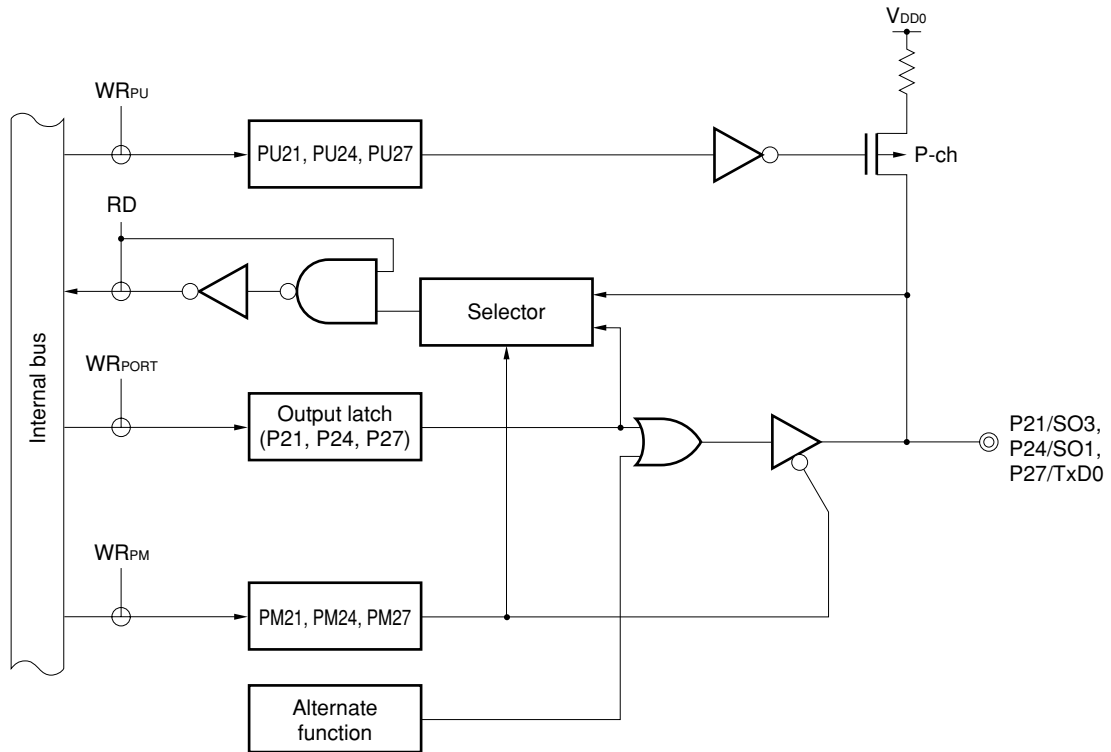 VDD0
WRPU
PU21, PU24, PU27
P-ch
RD
Selector
Internal bus
WRPORT
Output latch
(P21, P24, P27)
P21/SO3,
P24/SO1,
P27/TxD0
WRPM
PM21, PM24, PM27
Alternate
function